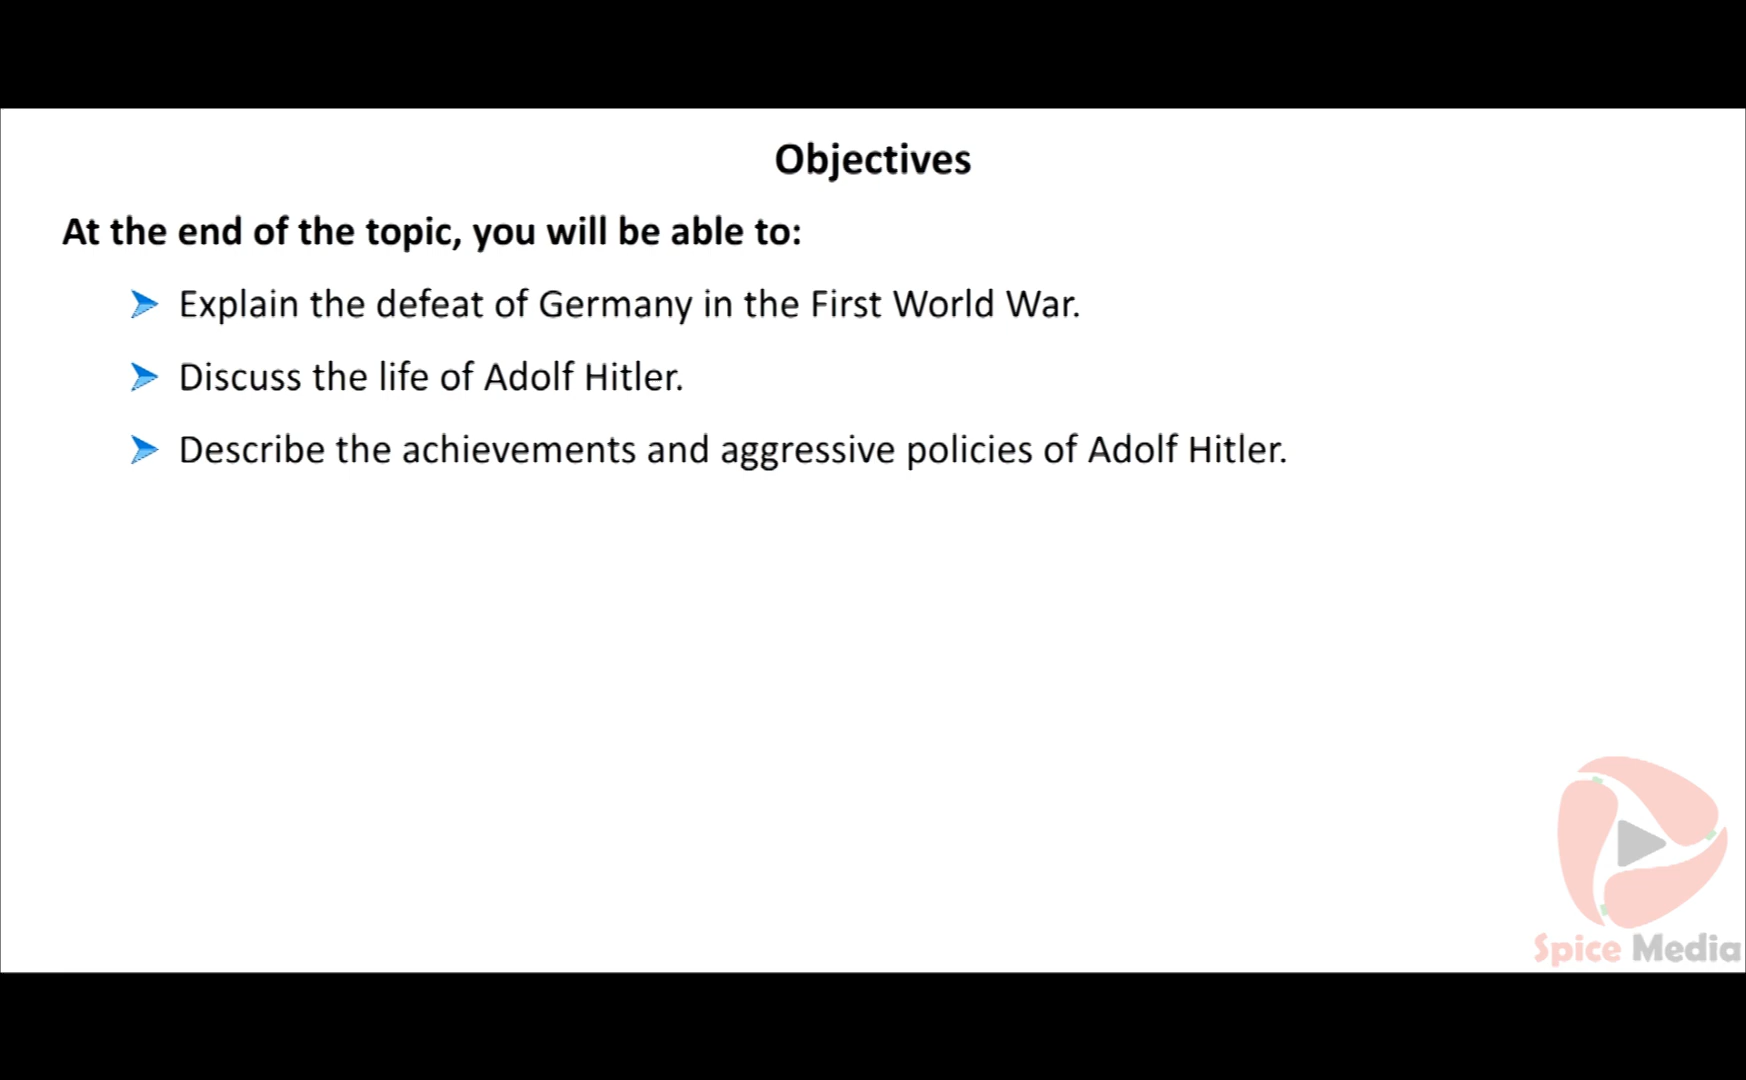 Objectives
At the end of the topic, you will be able to:
Explain the defeat of Germany in the First World War.
Discuss the life of Adolf Hitler.
Describe the achievements and aggressive policies of Adolf Hitler.
Spice Media